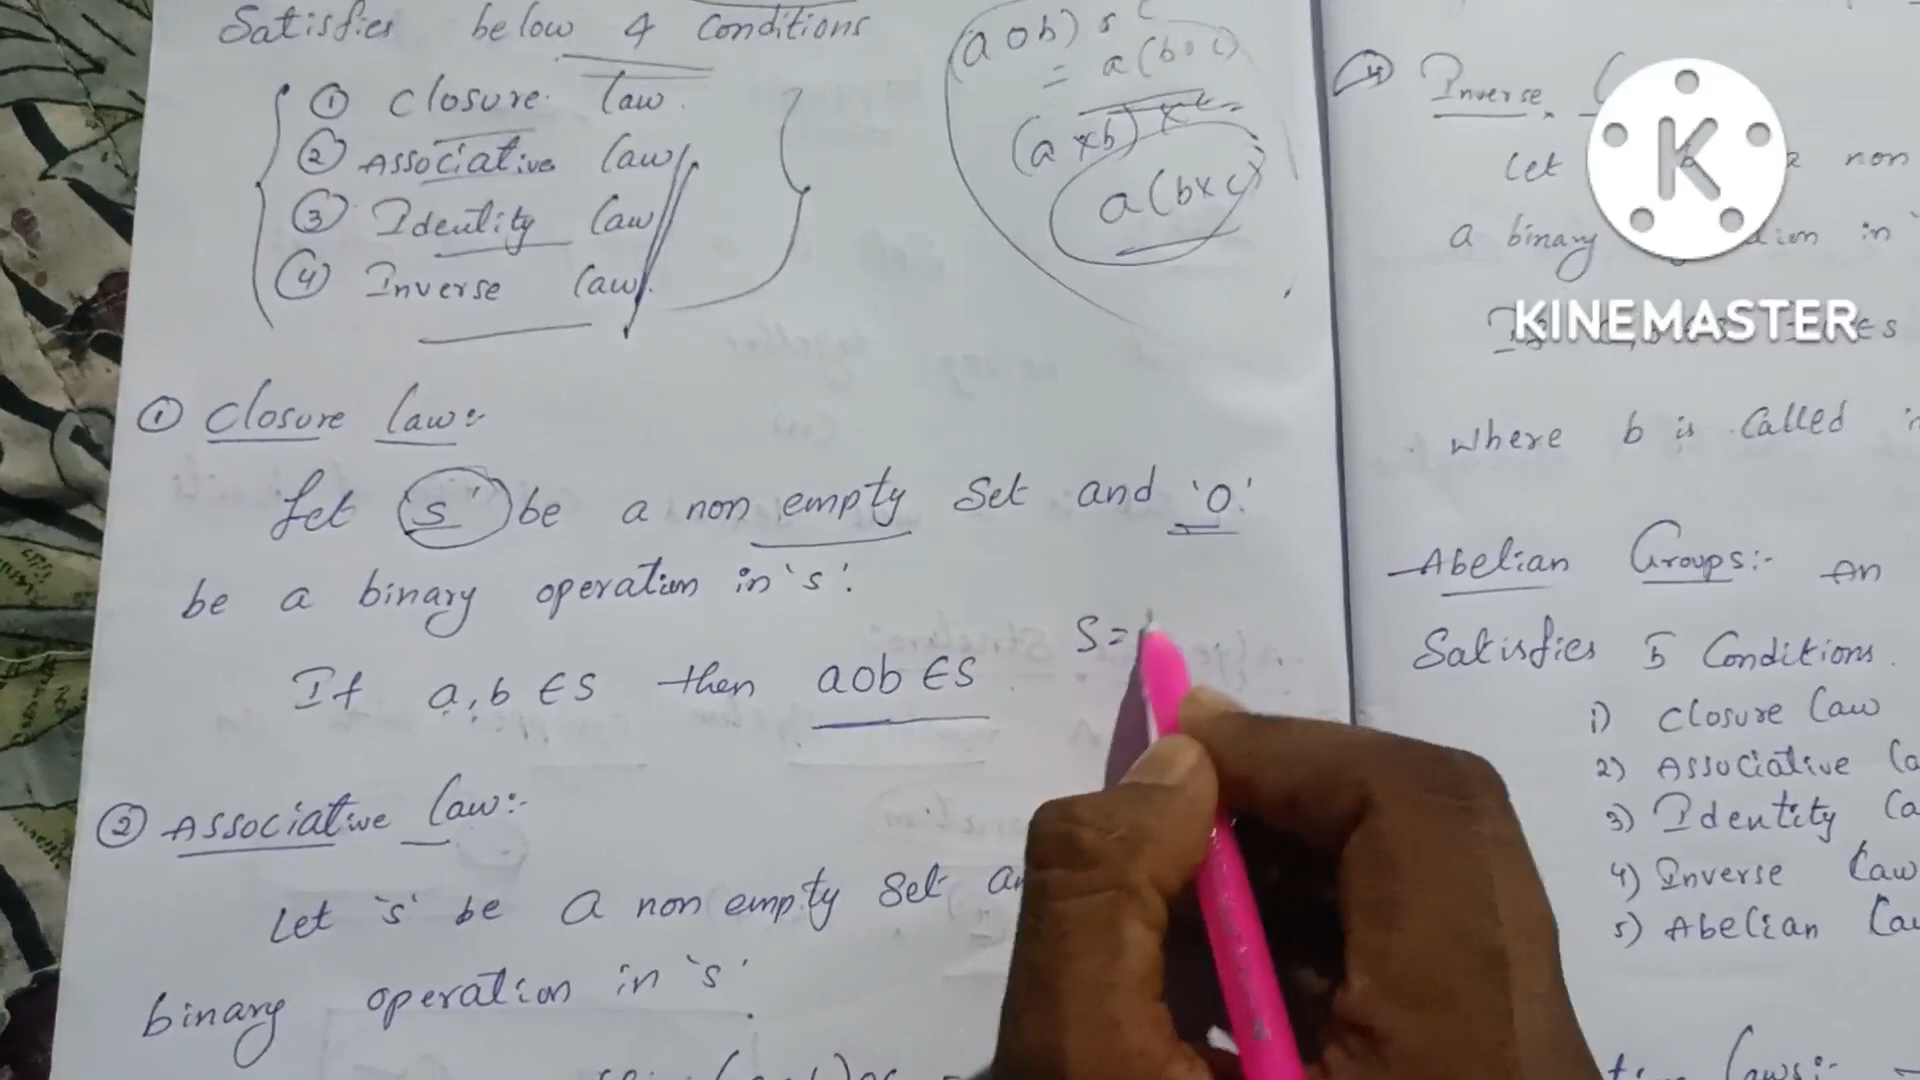 Satisfies below 4 Conditions
① Closure Law.
② Associative Law
③ Identity Law
④ Inverse Law.
(aob)
= a(boc)
(a×b)×c
a(b×c)
① Closure Law:-
Let 's' be a non empty Set and 'o'
be a binary operation in 's'.
If a,b ∈ S then aob ∈ S
S=
② Associative Law:-
Let 's' be a non empty Set
binary operation in 's'.
④ Inverse
Let non
a binary in
where b is Called
Abelian Groups:- An
Satisfies 5 Conditions.
1) Closure Law
2) Associative
3) Identity
4) Inverse Law
5) Abelian
K
KINEMASTER